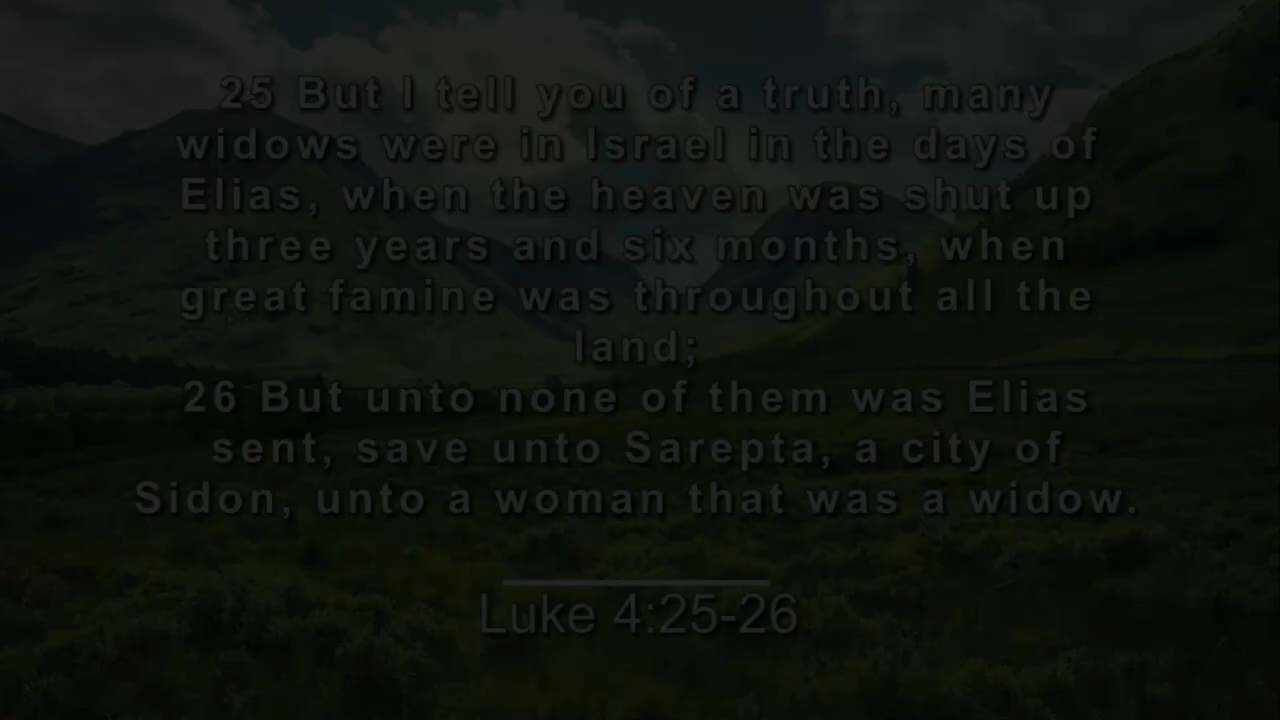 25 But I tell you of a truth, many
widows were in Israel in the days of
Elias, when the heaven was shut up
three years and six months, when
great famine was throughout all the
land;
26 But unto none of them was Elias
sent, save unto Sarepta, a city of
Sidon, unto a woman that was a widow.
Luke 4:25-26